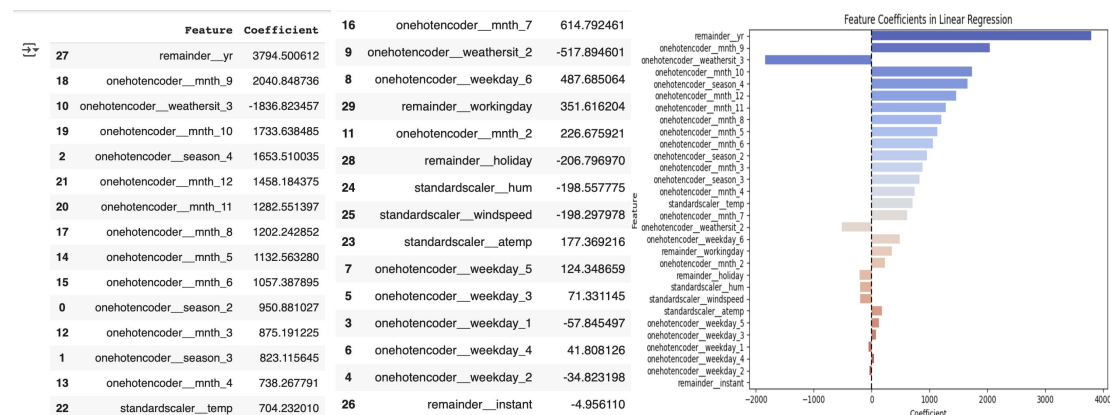 Feature Coefficient
27 remainder__yr 3794.500612
18 onehotencoder__mnth_9 2040.848736
10 onehotencoder__weathersit_3 -1836.823457
19 onehotencoder__mnth_10 1733.638485
2 onehotencoder__season_4 1653.510035
21 onehotencoder__mnth_12 1458.184375
20 onehotencoder__mnth_11 1282.551397
17 onehotencoder__mnth_8 1202.242852
14 onehotencoder__mnth_5 1132.563280
15 onehotencoder__mnth_6 1057.387895
0 onehotencoder__season_2 950.881027
12 onehotencoder__mnth_3 875.191225
1 onehotencoder__season_3 823.115645
13 onehotencoder__mnth_4 738.267791
22 standardscaler__temp 704.232010
16 onehotencoder__mnth_7 614.792461
9 onehotencoder__weathersit_2 -517.894601
8 onehotencoder__weekday_6 487.685064
29 remainder__workingday 351.616204
11 onehotencoder__mnth_2 226.675921
28 remainder__holiday -206.796970
24 standardscaler__hum -198.557775
25 standardscaler__windspeed -198.297978
23 standardscaler__atemp 177.369216
7 onehotencoder__weekday_5 124.348659
5 onehotencoder__weekday_3 71.331145
3 onehotencoder__weekday_1 -57.845497
6 onehotencoder__weekday_4 41.808126
4 onehotencoder__weekday_2 -34.823198
26 remainder__instant -4.956110
Feature Coefficients in Linear Regression
remainder__yr
onehotencoder__mnth_9
onehotencoder__weathersit_3
onehotencoder__mnth_10
onehotencoder__season_4
onehotencoder__mnth_12
onehotencoder__mnth_11
onehotencoder__mnth_8
onehotencoder__mnth_5
onehotencoder__mnth_6
onehotencoder__season_2
onehotencoder__mnth_3
onehotencoder__season_3
onehotencoder__mnth_4
standardscaler__temp
onehotencoder__mnth_7
onehotencoder__weathersit_2
onehotencoder__weekday_6
remainder__workingday
onehotencoder__mnth_2
remainder__holiday
standardscaler__hum
standardscaler__windspeed
standardscaler__atemp
onehotencoder__weekday_5
onehotencoder__weekday_3
onehotencoder__weekday_1
onehotencoder__weekday_4
onehotencoder__weekday_2
remainder__instant
Feature
−2000 −1000 0 1000 2000 3000 4000
Coefficient